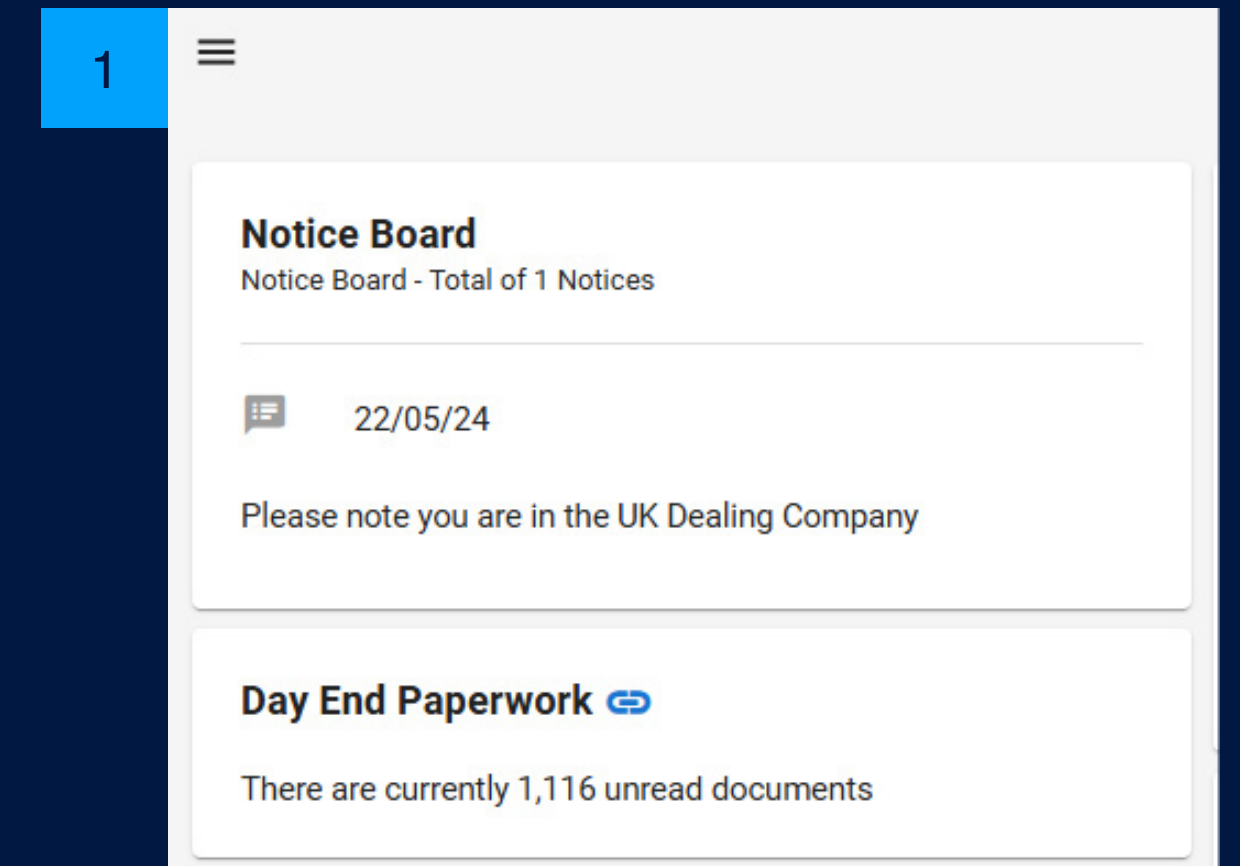 1
Notice Board
Notice Board - Total of 1 Notices
22/05/24
Please note you are in the UK Dealing Company
Day End Paperwork
There are currently 1,116 unread documents